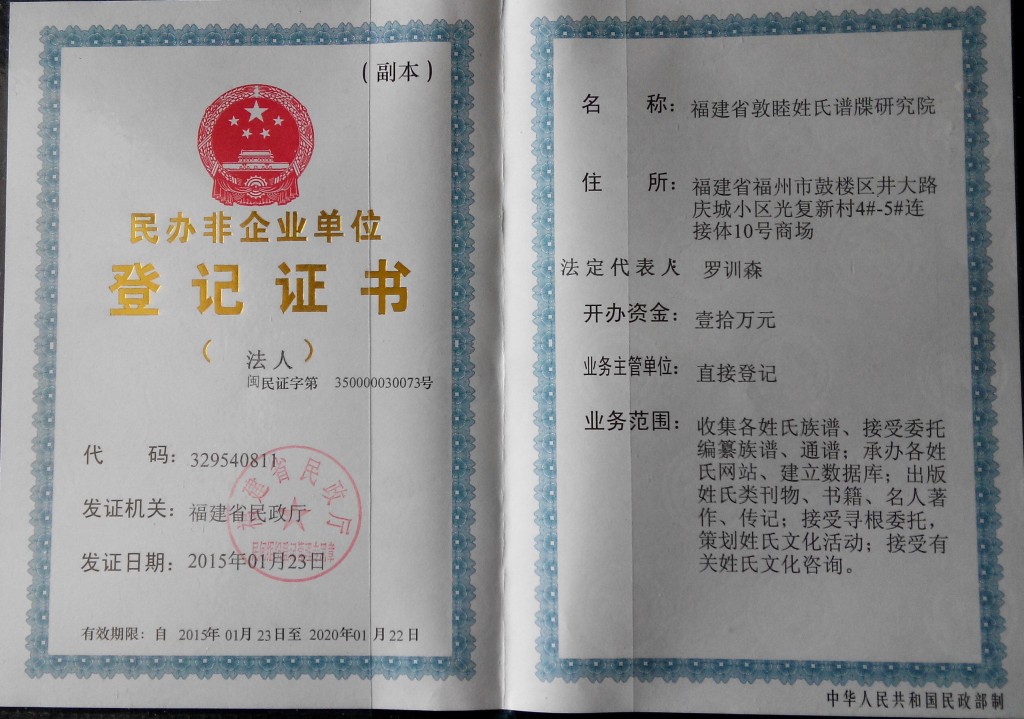 (副本)
民办非企业单位
登记证书
( 法人 )
闽民证字第 350000030073号
代 码: 329540811
发证机关: 福建省民政厅
发证日期: 2015年01月23日
有效期限: 自 2015年 01月 23日至 2020年01 月 22日
福建省民政厅
名 称: 福建省敦睦姓氏谱牒研究院
住 所: 福建省福州市鼓楼区井大路
庆城小区光复新村4#-5#连
接体10号商场
法定代表人 罗训森
开办资金: 壹拾万元
业务主管单位: 直接登记
业务范围: 收集各姓氏族谱、接受委托
编纂族谱、通谱；承办各姓
氏网站、建立数据库；出版
姓氏类刊物、书籍、名人著
作、传记；接受寻根委托，
策划姓氏文化活动；接受有
关姓氏文化咨询。
中华人民共和国民政部制